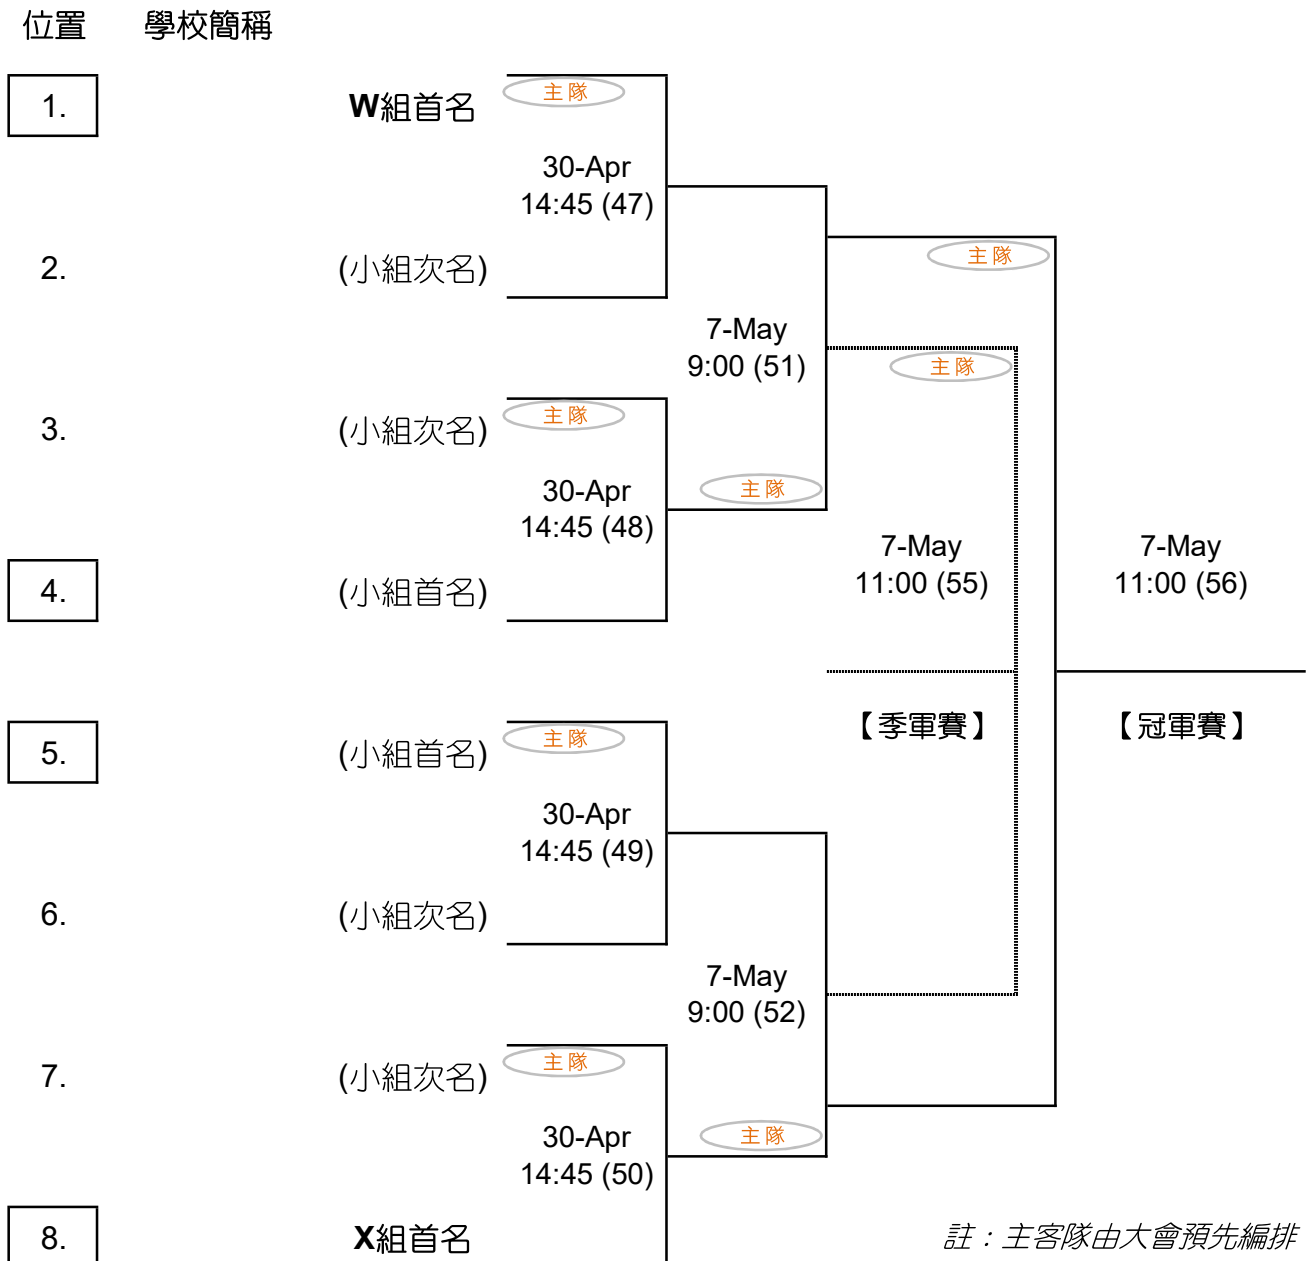 位置 學校簡稱
1. W組首名 主隊
30-Apr
14:45 (47)
2. (小組次名) 主隊
7-May
9:00 (51) 主隊
3. (小組次名) 主隊
30-Apr 主隊
14:45 (48)
7-May 7-May
4. (小組首名) 11:00 (55) 11:00 (56)
5. (小組首名) 主隊 【季軍賽】 【冠軍賽】
30-Apr
14:45 (49)
6. (小組次名)
7-May
9:00 (52)
7. (小組次名) 主隊
30-Apr 主隊
14:45 (50)
8. X組首名 註：主客隊由大會預先編排